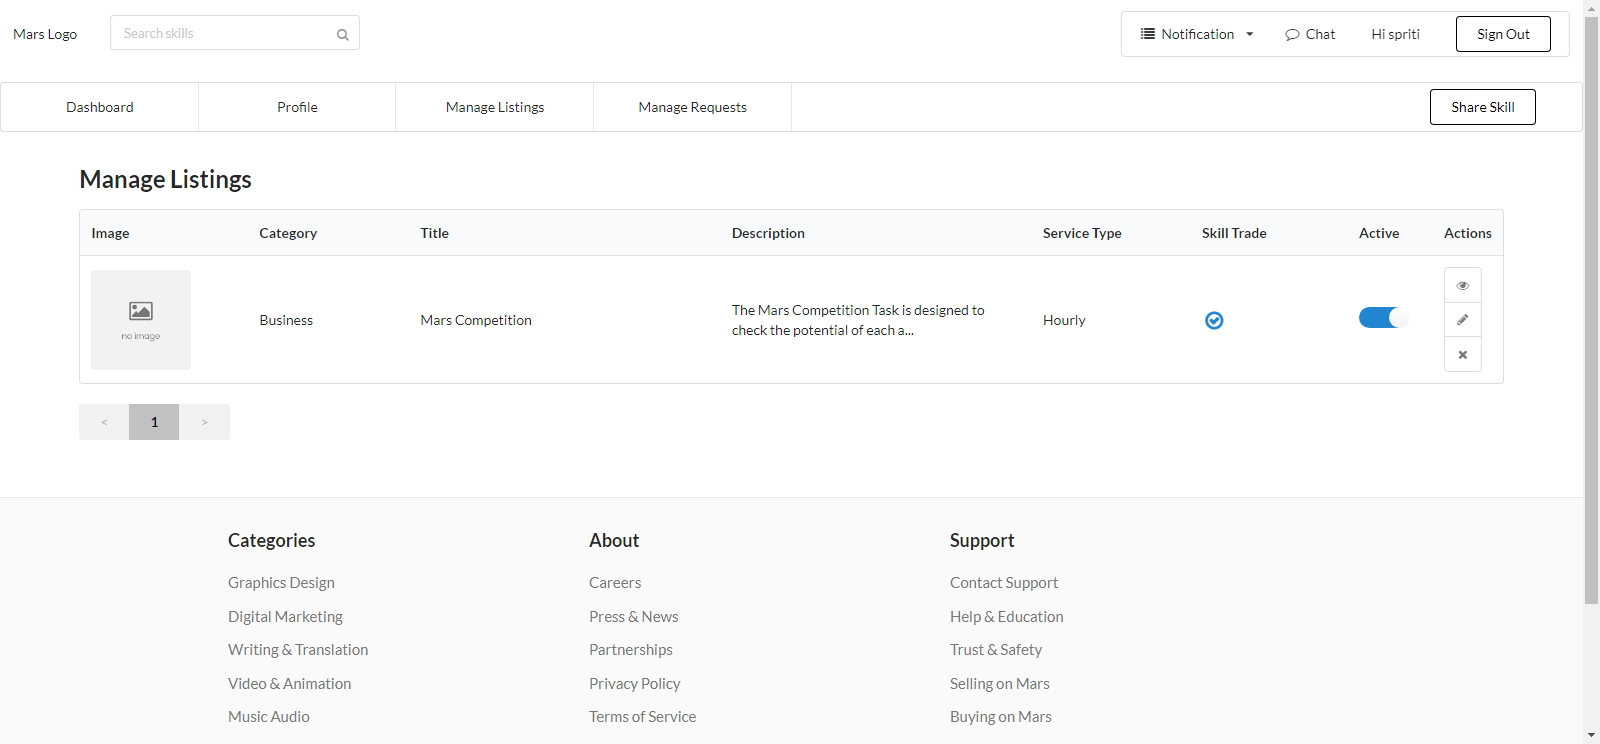 Mars Logo
Search skills
Notification
Chat
Hi spriti
Sign Out
Dashboard
Profile
Manage Listings
Manage Requests
Share Skill
Manage Listings
Image
Category
Title
Description
Service Type
Skill Trade
Active
Actions
no image
Business
Mars Competition
The Mars Competition Task is designed to
check the potential of each a...
Hourly
<
1
>
Categories
Graphics Design
Digital Marketing
Writing & Translation
Video & Animation
Music Audio
About
Careers
Press & News
Partnerships
Privacy Policy
Terms of Service
Support
Contact Support
Help & Education
Trust & Safety
Selling on Mars
Buying on Mars